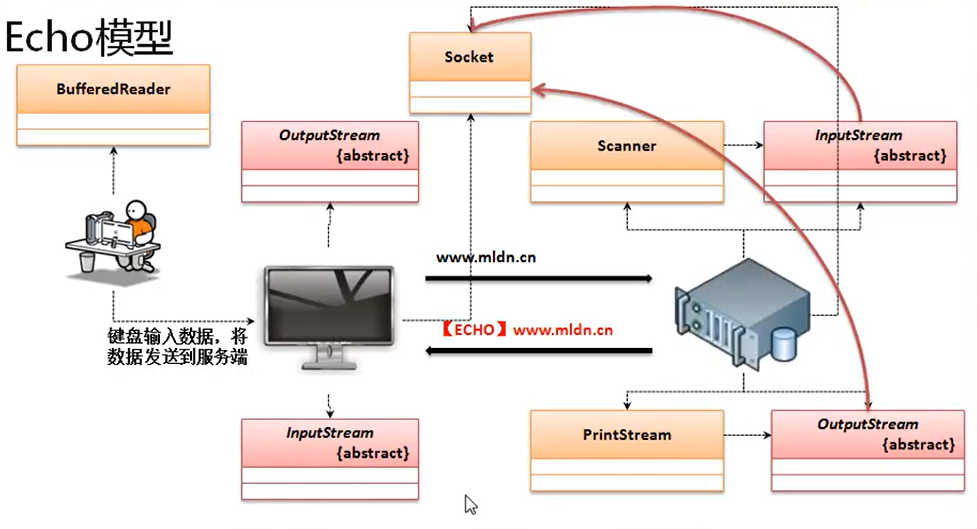 Echo模型
Socket
BufferedReader
OutputStream
{abstract}
Scanner
InputStream
{abstract}
www.mldn.cn
【ECHO】www.mldn.cn
键盘输入数据，将
数据发送到服务端
InputStream
{abstract}
PrintStream
OutputStream
{abstract}